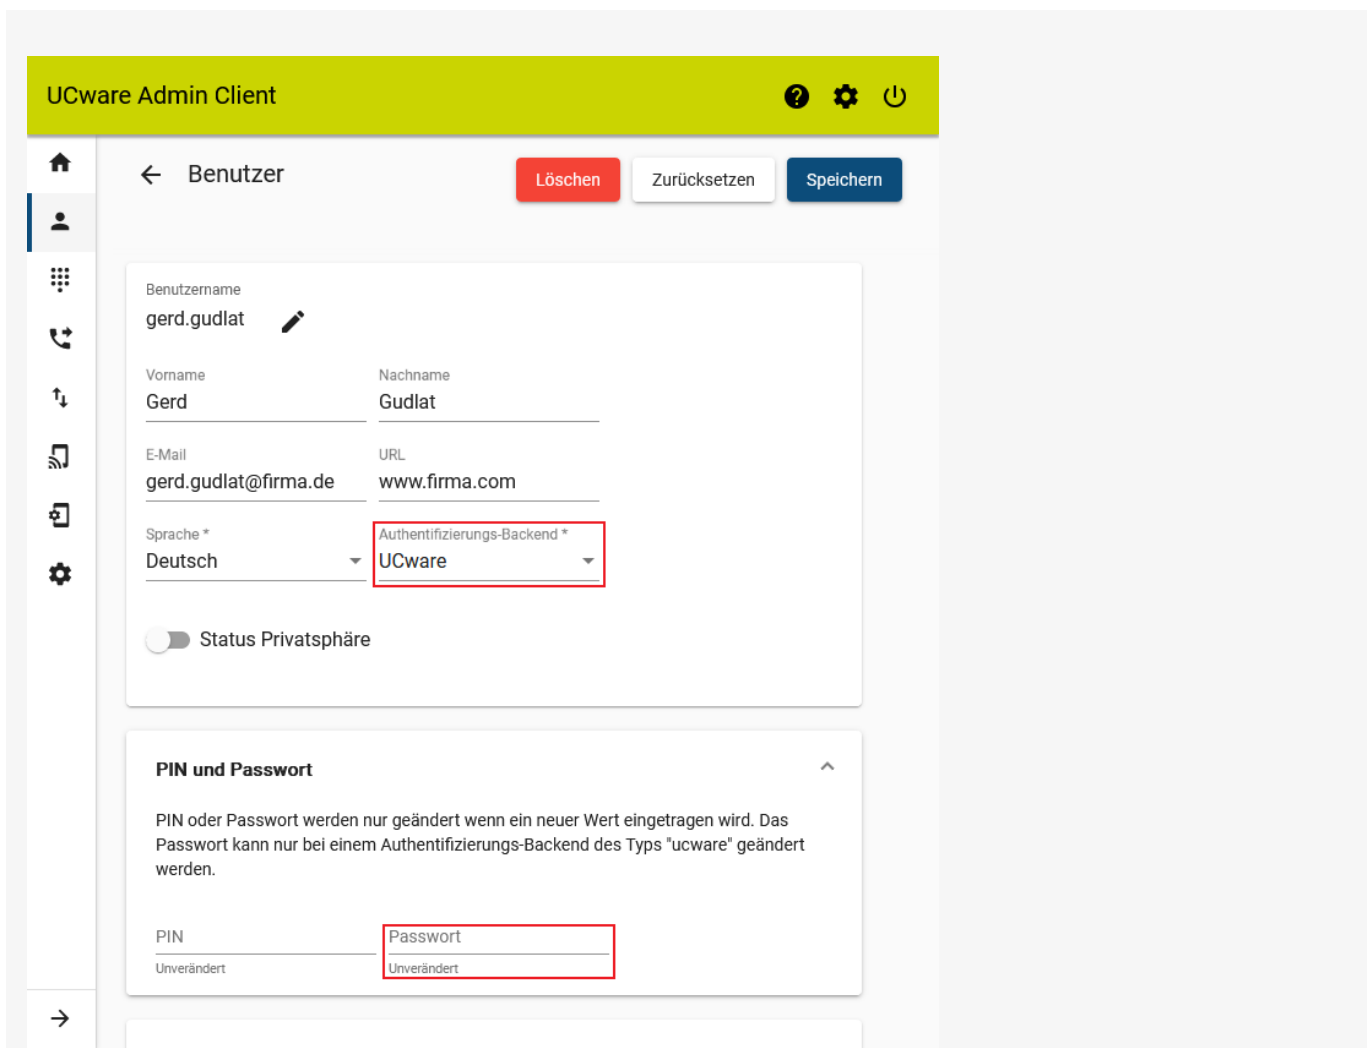 UCware Admin Client
Benutzer
Löschen
Zurücksetzen
Speichern
Benutzername
gerd.gudlat
Vorname
Nachname
Gerd
Gudlat
E-Mail
URL
gerd.gudlat@firma.de
www.firma.com
Sprache *
Authentifizierungs-Backend *
Deutsch
UCware
Status Privatsphäre
PIN und Passwort
PIN oder Passwort werden nur geändert wenn ein neuer Wert eingetragen wird. Das
Passwort kann nur bei einem Authentifizierungs-Backend des Typs "ucware" geändert
werden.
PIN
Passwort
Unverändert
Unverändert